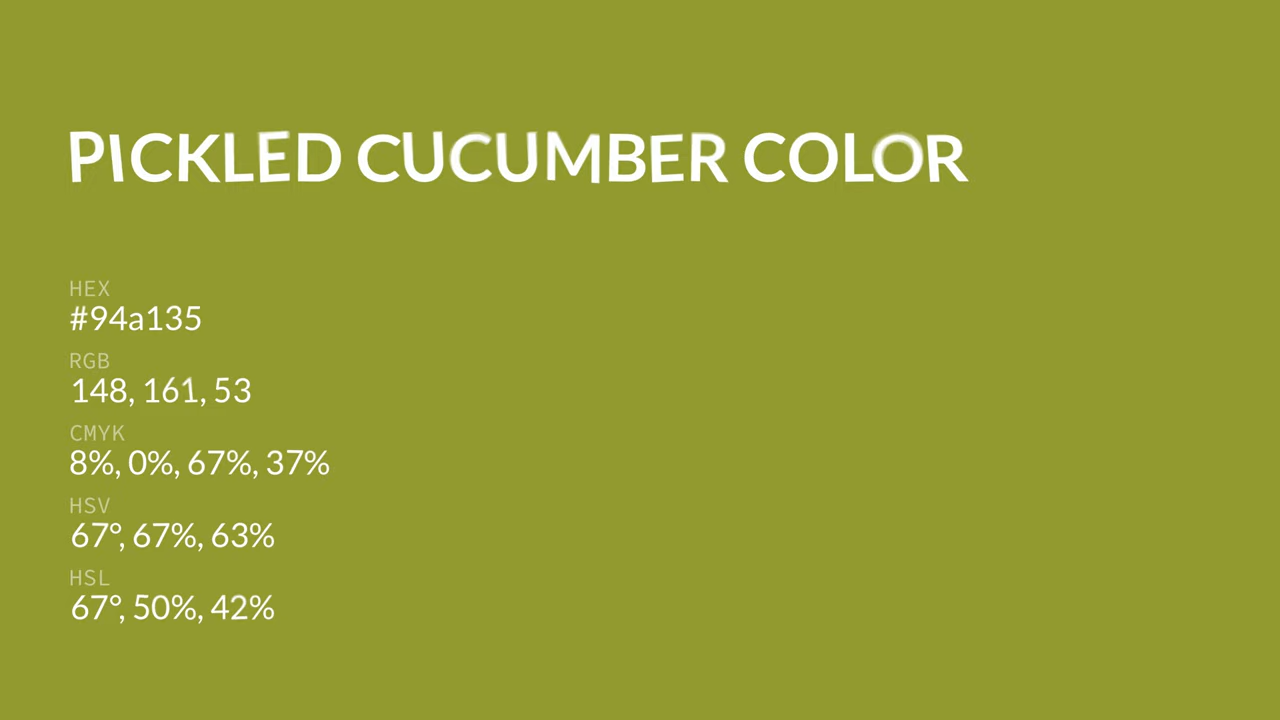 PICKLED CUCUMBER COLOR
HEX
#94a135
RGB
148, 161, 53
CMYK
8%, 0%, 67%, 37%
HSV
67°, 67%, 63%
HSL
67°, 50%, 42%